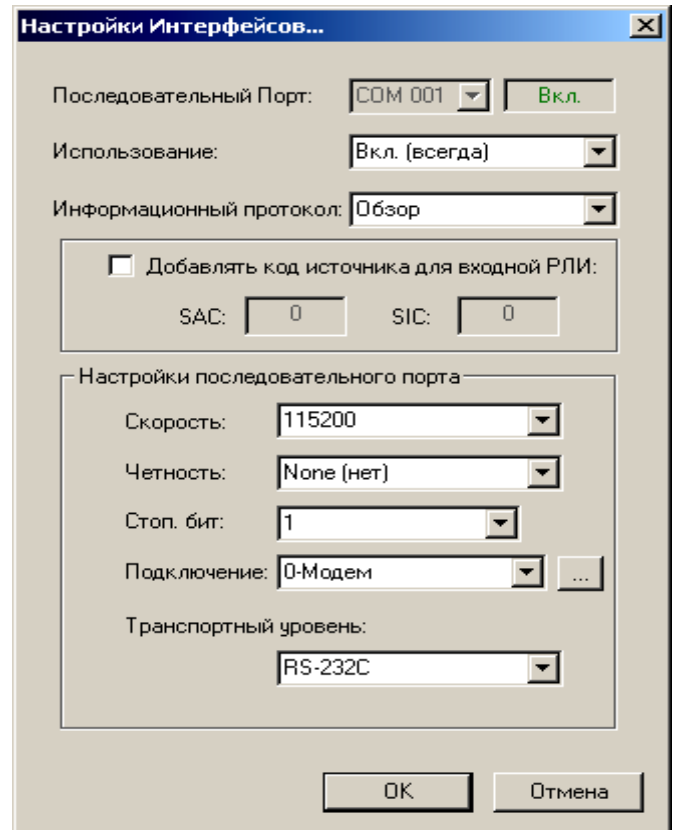 Настройки Интерфейсов...
Последовательный Порт: COM 001 Вкл.
Использование: Вкл. (всегда)
Информационный протокол: Обзор
Добавлять код источника для входной РЛИ:
SAC: 0 SIC: 0
Настройки последовательного порта
Скорость: 115200
Четность: None (нет)
Стоп. бит: 1
Подключение: 0-Модем ...
Транспортный уровень:
RS-232C
OK Отмена